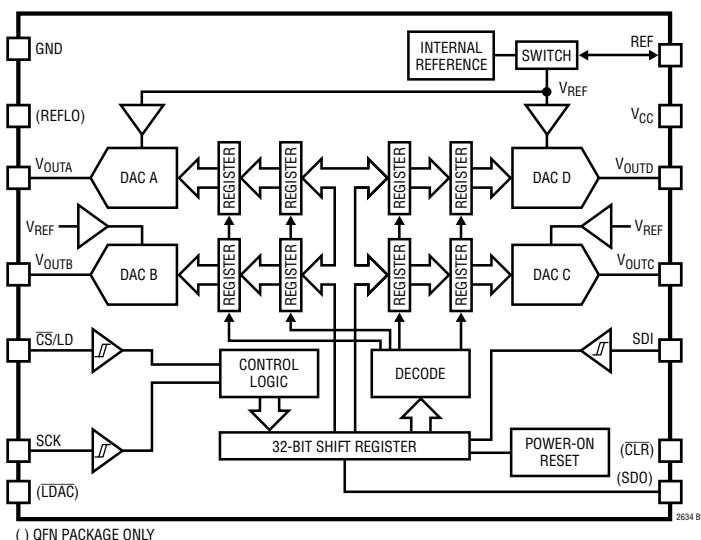 GND
INTERNAL
REFERENCE
SWITCH
REF
VREF
(REFLO)
VCC
VOUTA
DAC A
REGISTER
REGISTER
REGISTER
REGISTER
DAC D
VOUTD
VREF
VREF
VOUTB
DAC B
REGISTER
REGISTER
REGISTER
REGISTER
DAC C
VOUTC
CS/LD
CONTROL
LOGIC
DECODE
SDI
SCK
32-BIT SHIFT REGISTER
POWER-ON
RESET
(CLR)
(LDAC)
(SDO)
2634 B
( ) QFN PACKAGE ONLY